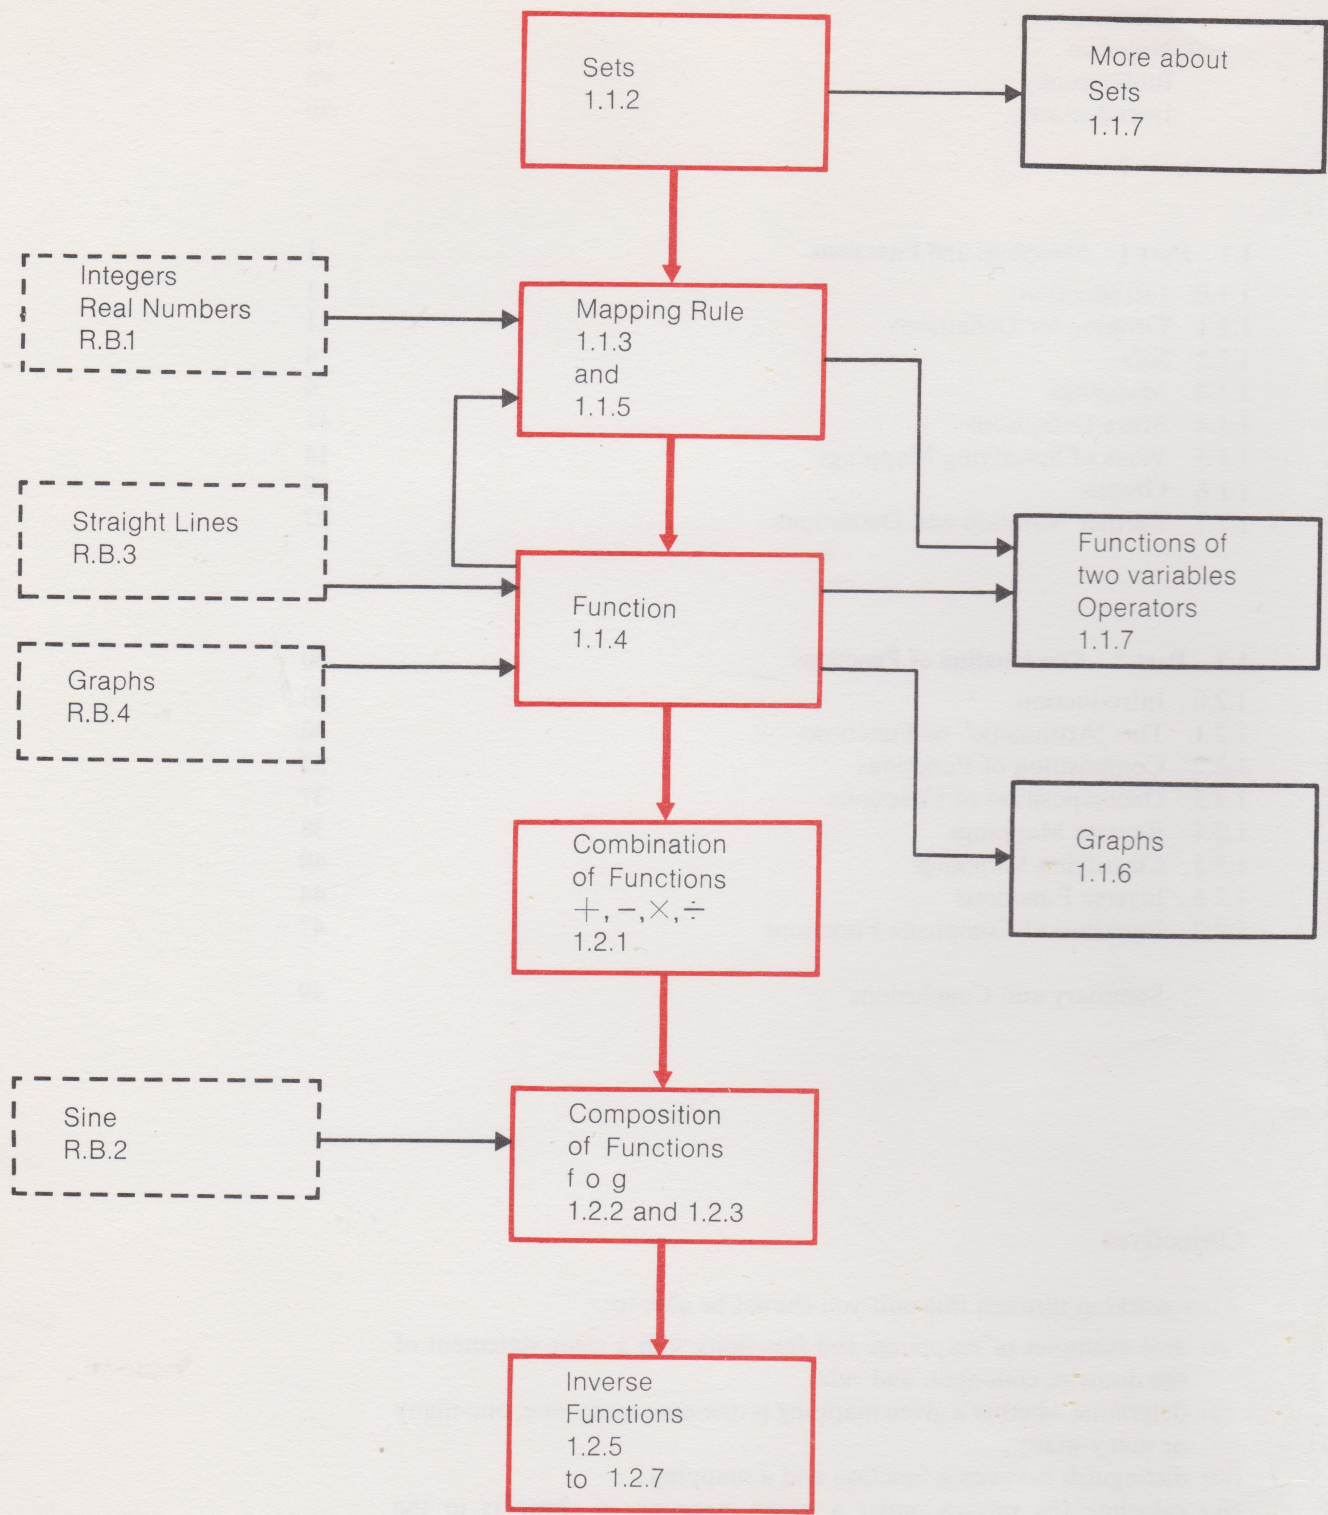 Sets
1.1.2
More about
Sets
1.1.7
Integers
Real Numbers
R.B.1
Mapping Rule
1.1.3
and
1.1.5
Straight Lines
R.B.3
Function
1.1.4
Functions of
two variables
Operators
1.1.7
Graphs
R.B.4
Combination
of Functions
+, −, ×, ÷
1.2.1
Graphs
1.1.6
Sine
R.B.2
Composition
of Functions
f o g
1.2.2 and 1.2.3
Inverse
Functions
1.2.5
to 1.2.7